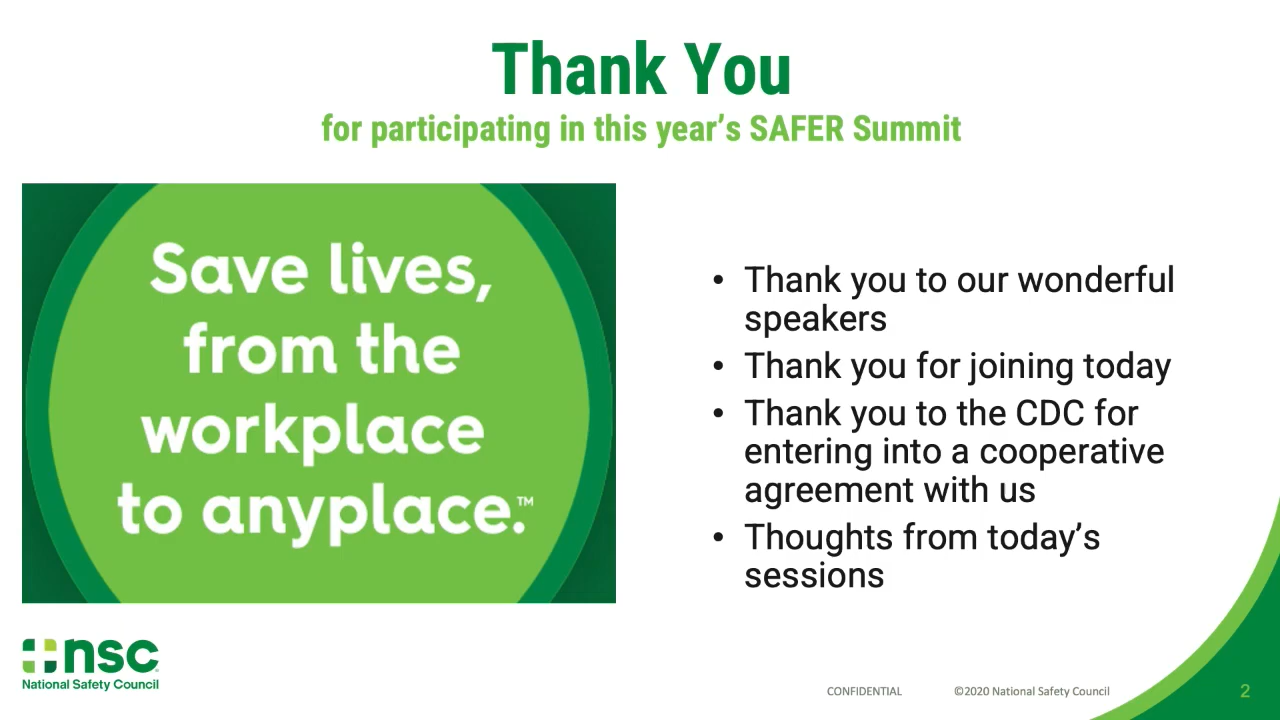 Thank You
for participating in this year's SAFER Summit
Save lives,
from the
workplace
to anyplace.™
• Thank you to our wonderful
speakers
• Thank you for joining today
• Thank you to the CDC for
entering into a cooperative
agreement with us
• Thoughts from today's
sessions
nsc
National Safety Council
CONFIDENTIAL
©2020 National Safety Council
2